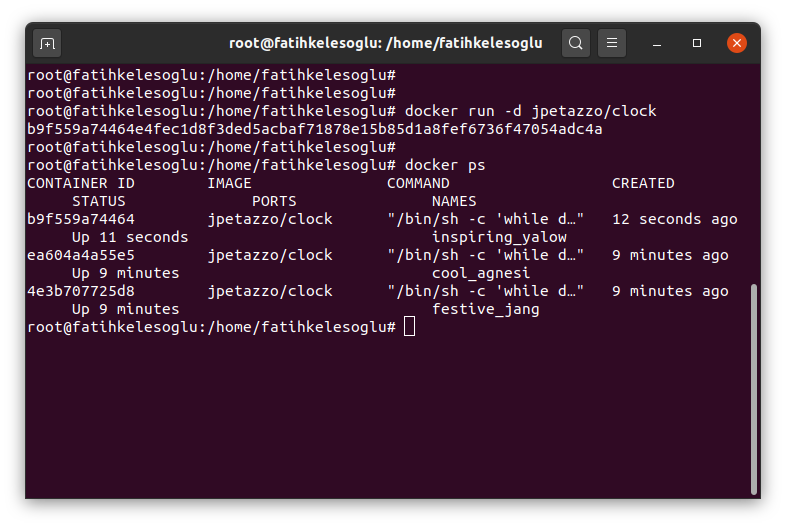 root@fatihkelesoglu: /home/fatihkelesoglu
root@fatihkelesoglu:/home/fatihkelesoglu#
root@fatihkelesoglu:/home/fatihkelesoglu#
root@fatihkelesoglu:/home/fatihkelesoglu# docker run -d jpetazzo/clock
b9f559a74464e4fec1d8f3ded5acbaf71878e15b85d1a8fef6736f47054adc4a
root@fatihkelesoglu:/home/fatihkelesoglu#
root@fatihkelesoglu:/home/fatihkelesoglu# docker ps
CONTAINER ID        IMAGE               COMMAND                  CREATED
     STATUS              PORTS               NAMES
b9f559a74464        jpetazzo/clock      "/bin/sh -c 'while d…"   12 seconds ago
     Up 11 seconds                           inspiring_yalow
ea604a4a55e5        jpetazzo/clock      "/bin/sh -c 'while d…"   9 minutes ago
     Up 9 minutes                            cool_agnesi
4e3b707725d8        jpetazzo/clock      "/bin/sh -c 'while d…"   9 minutes ago
     Up 9 minutes                            festive_jang
root@fatihkelesoglu:/home/fatihkelesoglu#